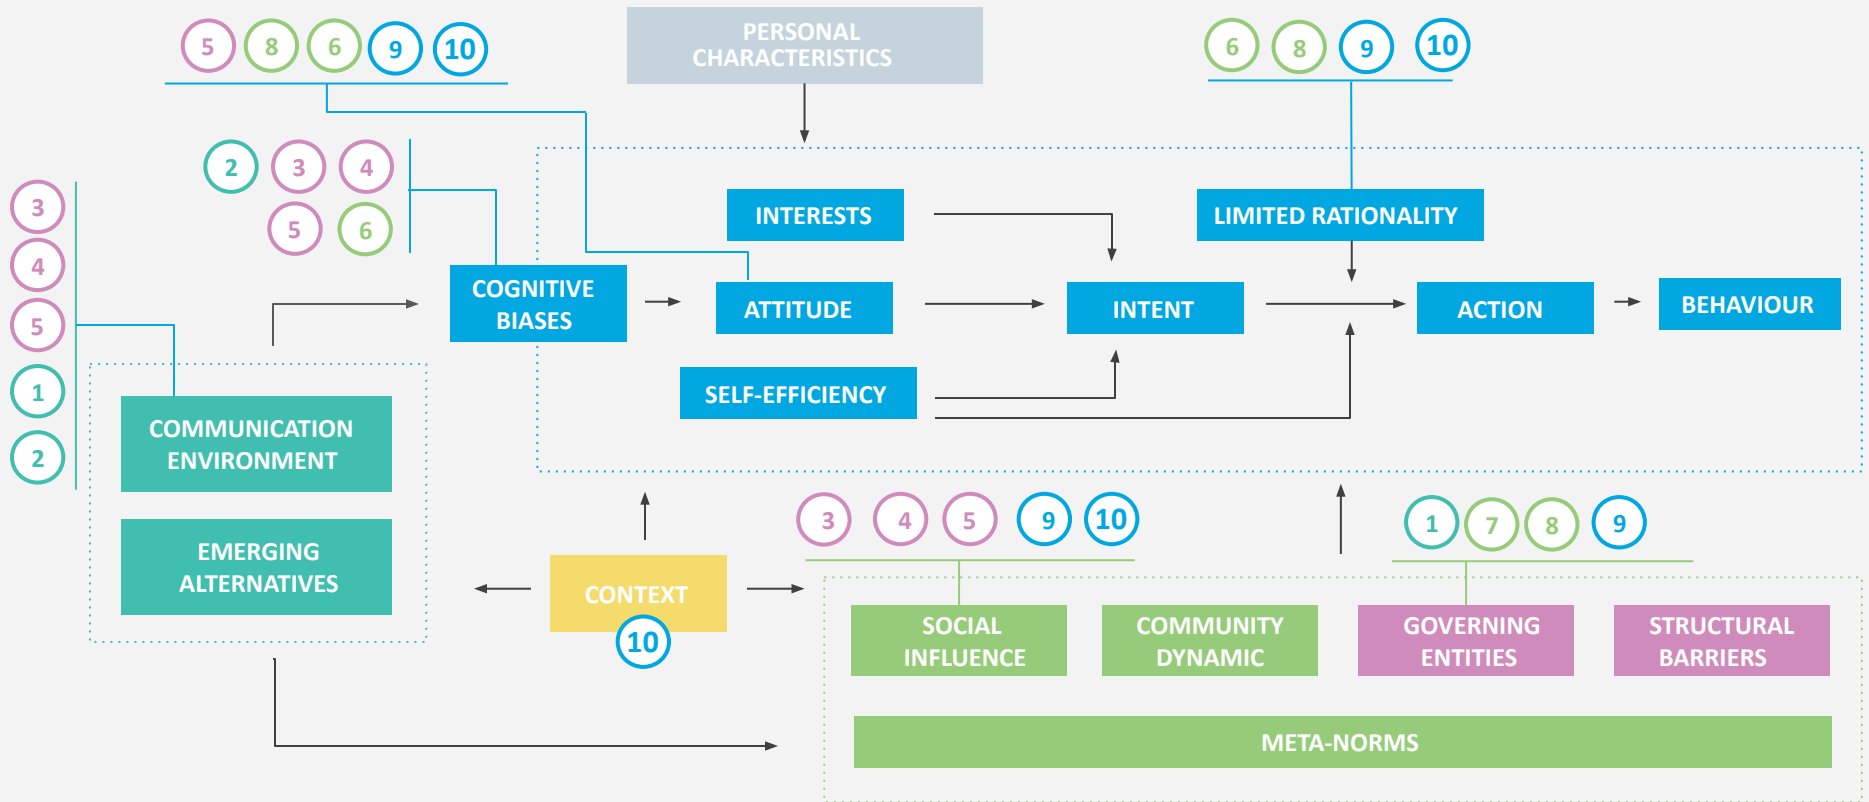 5 8 6 9 10
PERSONAL
CHARACTERISTICS
6 8 9 10
2 3 4
5 6
3
4
5
1
2
INTERESTS
LIMITED RATIONALITY
COGNITIVE
BIASES
ATTITUDE
INTENT
ACTION
BEHAVIOUR
SELF-EFFICIENCY
COMMUNICATION
ENVIRONMENT
EMERGING
ALTERNATIVES
CONTEXT
10
3 4 5 9 10
1 7 8 9
SOCIAL
INFLUENCE
COMMUNITY
DYNAMIC
GOVERNING
ENTITIES
STRUCTURAL
BARRIERS
META-NORMS